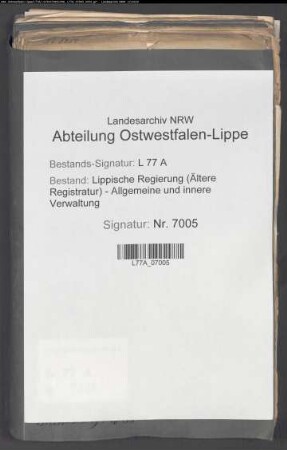 Landesarchiv NRW
Abteilung Ostwestfalen-Lippe
Bestands-Signatur: L 77 A
Bestand: Lippische Regierung (Ältere
Registratur) - Allgemeine und innere
Verwaltung
Signatur: Nr. 7005
L77A_07005